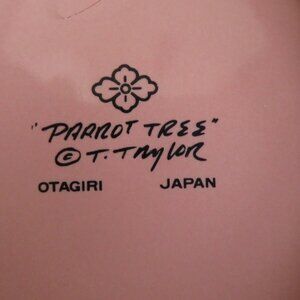 "PARROT TREE"
© T. TAYLOR
OTAGIRI JAPAN